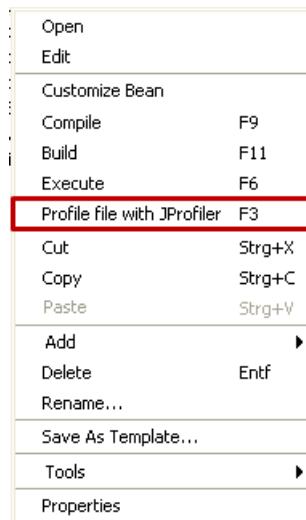 Open
Edit
Customize Bean
Compile F9
Build F11
Execute F6
Profile file with JProfiler F3
Cut Strg+X
Copy Strg+C
Paste Strg+V
Add
Delete Entf
Rename...
Save As Template...
Tools
Properties